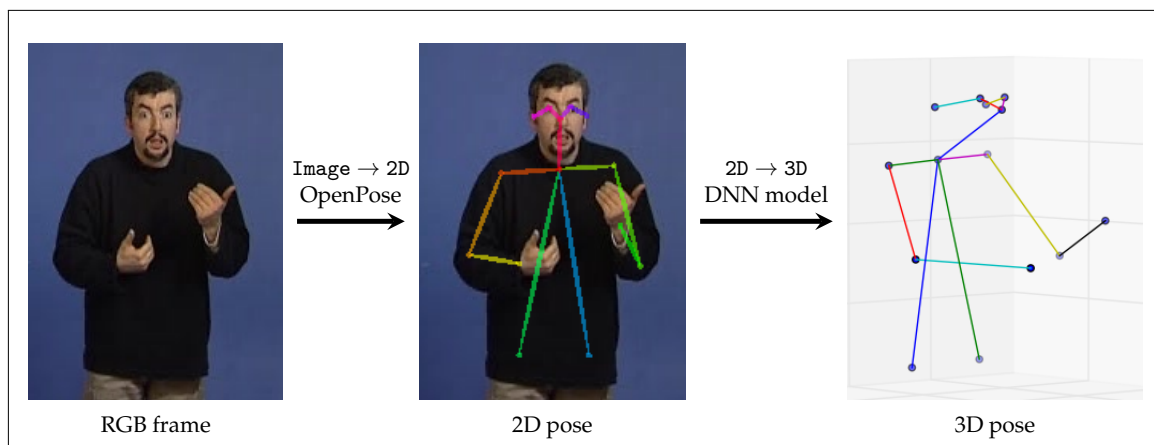 Image → 2D
OpenPose
2D → 3D
DNN model
RGB frame
2D pose
3D pose